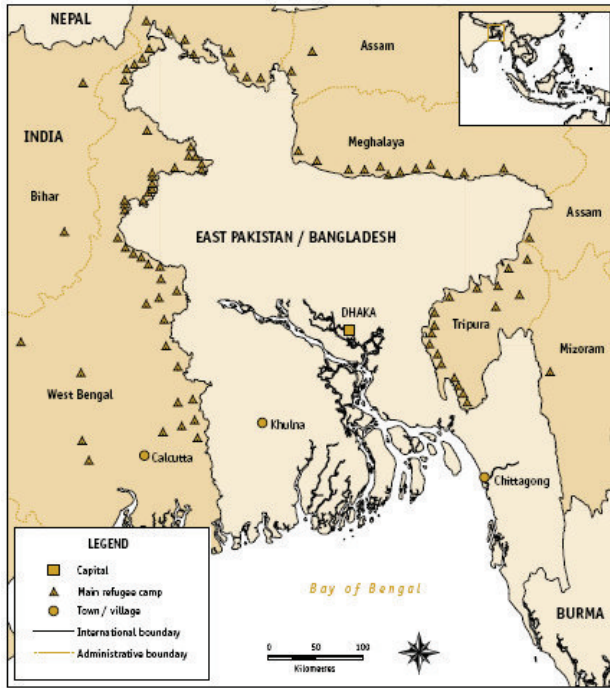 NEPAL
Assam
INDIA
Meghalaya
Bihar
Assam
EAST PAKISTAN / BANGLADESH
DHAKA
Tripura
Mizoram
West Bengal
Khulna
Calcutta
Chittagong
LEGEND
Capital
Main refugee camp
Town / village
International boundary
Administrative boundary
Bay of Bengal
BURMA
0 50 100
Kilometres